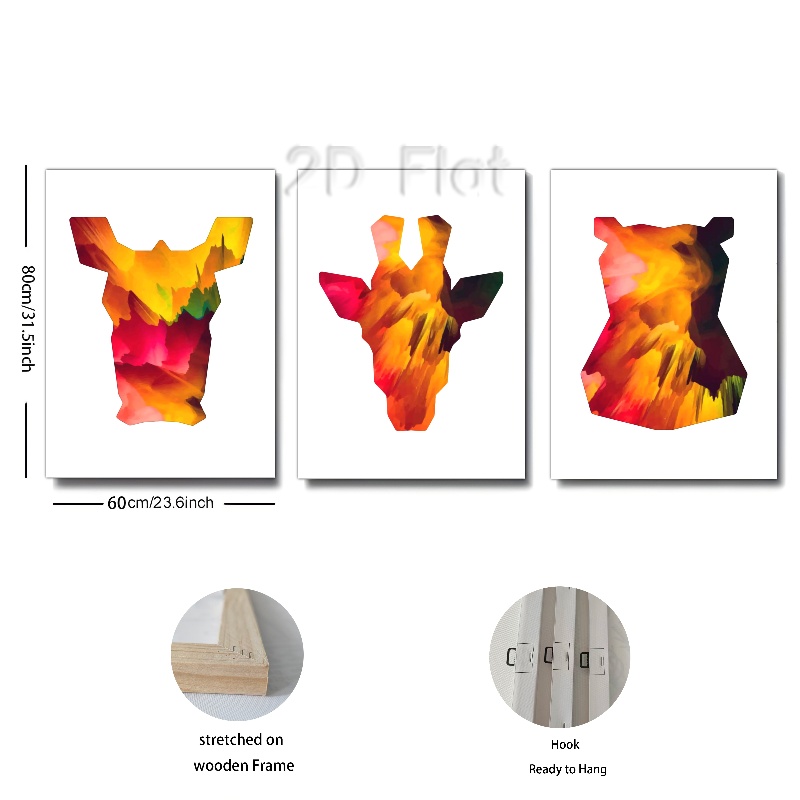 2D Flat
80cm/31.5inch
60cm/23.6inch
stretched on
wooden Frame
Hook
Ready to Hang